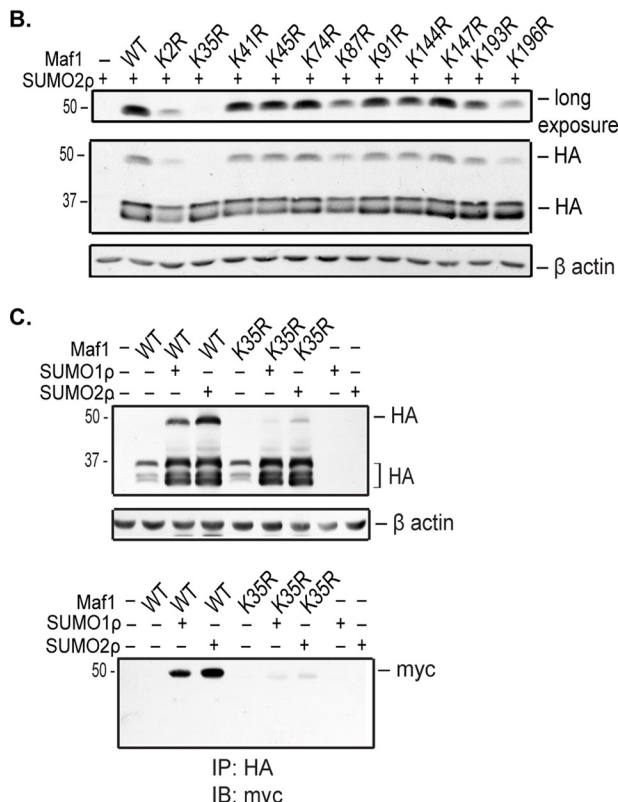 B.
Maf1 – WT K2R K35R K41R K45R K74R K87R K91R K144R K147R K193R K196R
SUMO2ρ + + + + + + + + + + + + +
50 - – long
exposure
50 - – HA
37 - – HA
– β actin
C.
Maf1 – WT WT WT K35R K35R K35R – –
SUMO1ρ – – + – – + – + –
SUMO2ρ – – – + – – + – +
50 - – HA
37 - HA
– β actin
Maf1 – WT WT WT K35R K35R K35R – –
SUMO1ρ – – + – – + – + –
SUMO2ρ – – – + – – + – +
50 - – myc
IP: HA
IB: myc